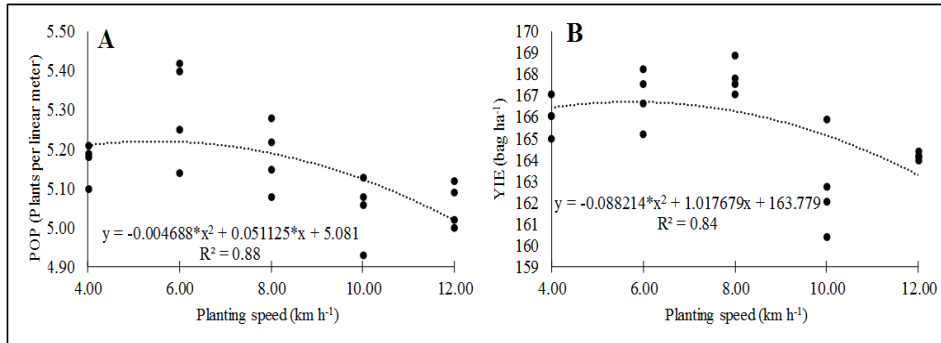 A
POP (Plants per linear meter)
5.50
5.40
5.30
5.20
5.10
5.00
4.90
y = -0.004688*x² + 0.051125*x + 5.081
R² = 0.88
4.00 6.00 8.00 10.00 12.00
Planting speed (km h⁻¹)
B
YIE (bag ha⁻¹)
170
169
168
167
166
165
164
163
162
161
160
159
y = -0.088214*x² + 1.017679x + 163.779
R² = 0.84
4.00 6.00 8.00 10.00 12.00
Planting speed (km h⁻¹)